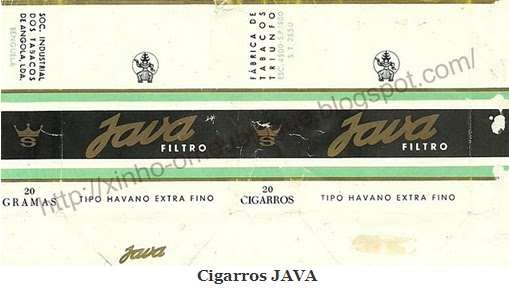 SOC. INDUSTRIAL
DOS TABACOS
DE ANGOLA, LDA.
BENGUELA
FÁBRICA DE
TABACOS
TRIUNFO
S
Java
FILTRO
S
Java
FILTRO
20
GRAMAS
TIPO HAVANO EXTRA FINO
20
CIGARROS
TIPO HAVANO EXTRA FINO
Java
Cigarros JAVA